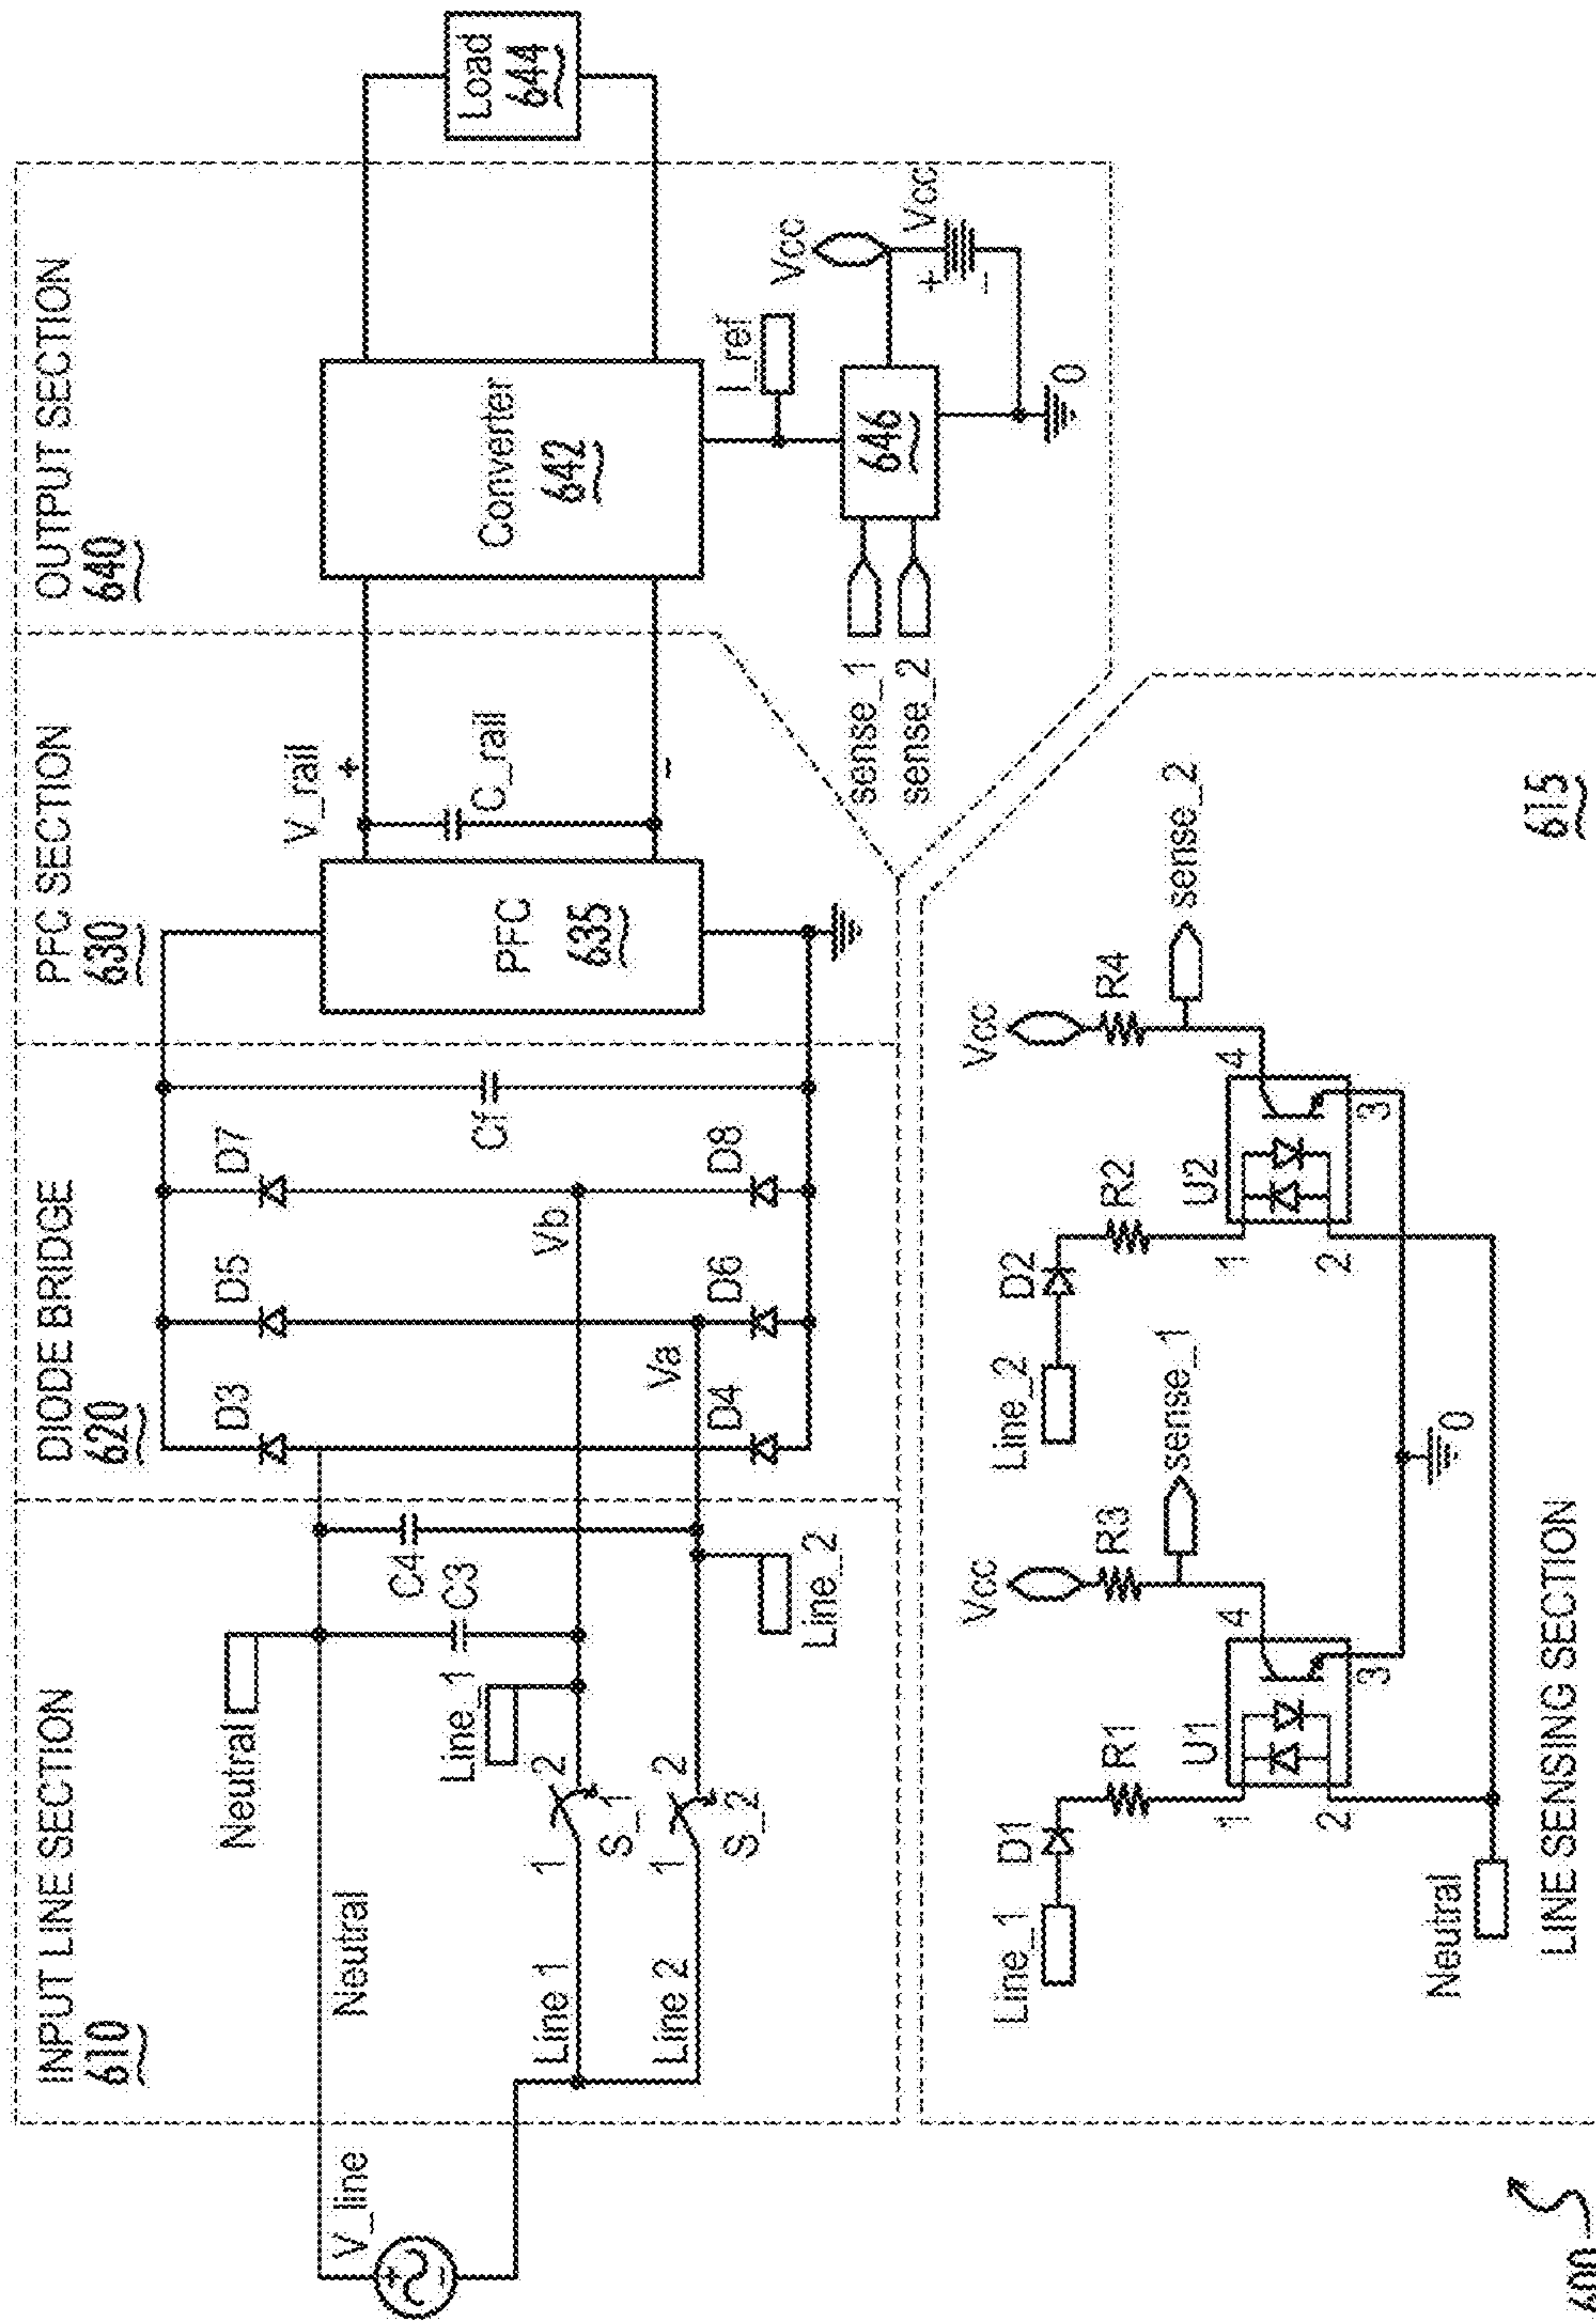 INPUT LINE SECTION
610
DIODE BRIDGE
620
PFC SECTION
630
OUTPUT SECTION
640
V_line
+
-
Neutral
Neutral
Line 1
Line 2
1
2
S_1
1
2
S_2
Line_1
Line_2
C4
C3
D3
D5
D7
D4
D6
D8
Va
Vb
Cf
PFC
635
V_rail
+
C_rail
-
Converter
642
Load
644
I_ref
646
sense_1
sense_2
Vcc
Vcc
+
-
0
Line_1
D1
R1
U1
1
2
3
4
Vcc
R3
sense_1
Line_2
D2
R2
U2
1
2
3
4
Vcc
R4
sense_2
0
Neutral
LINE SENSING SECTION
615